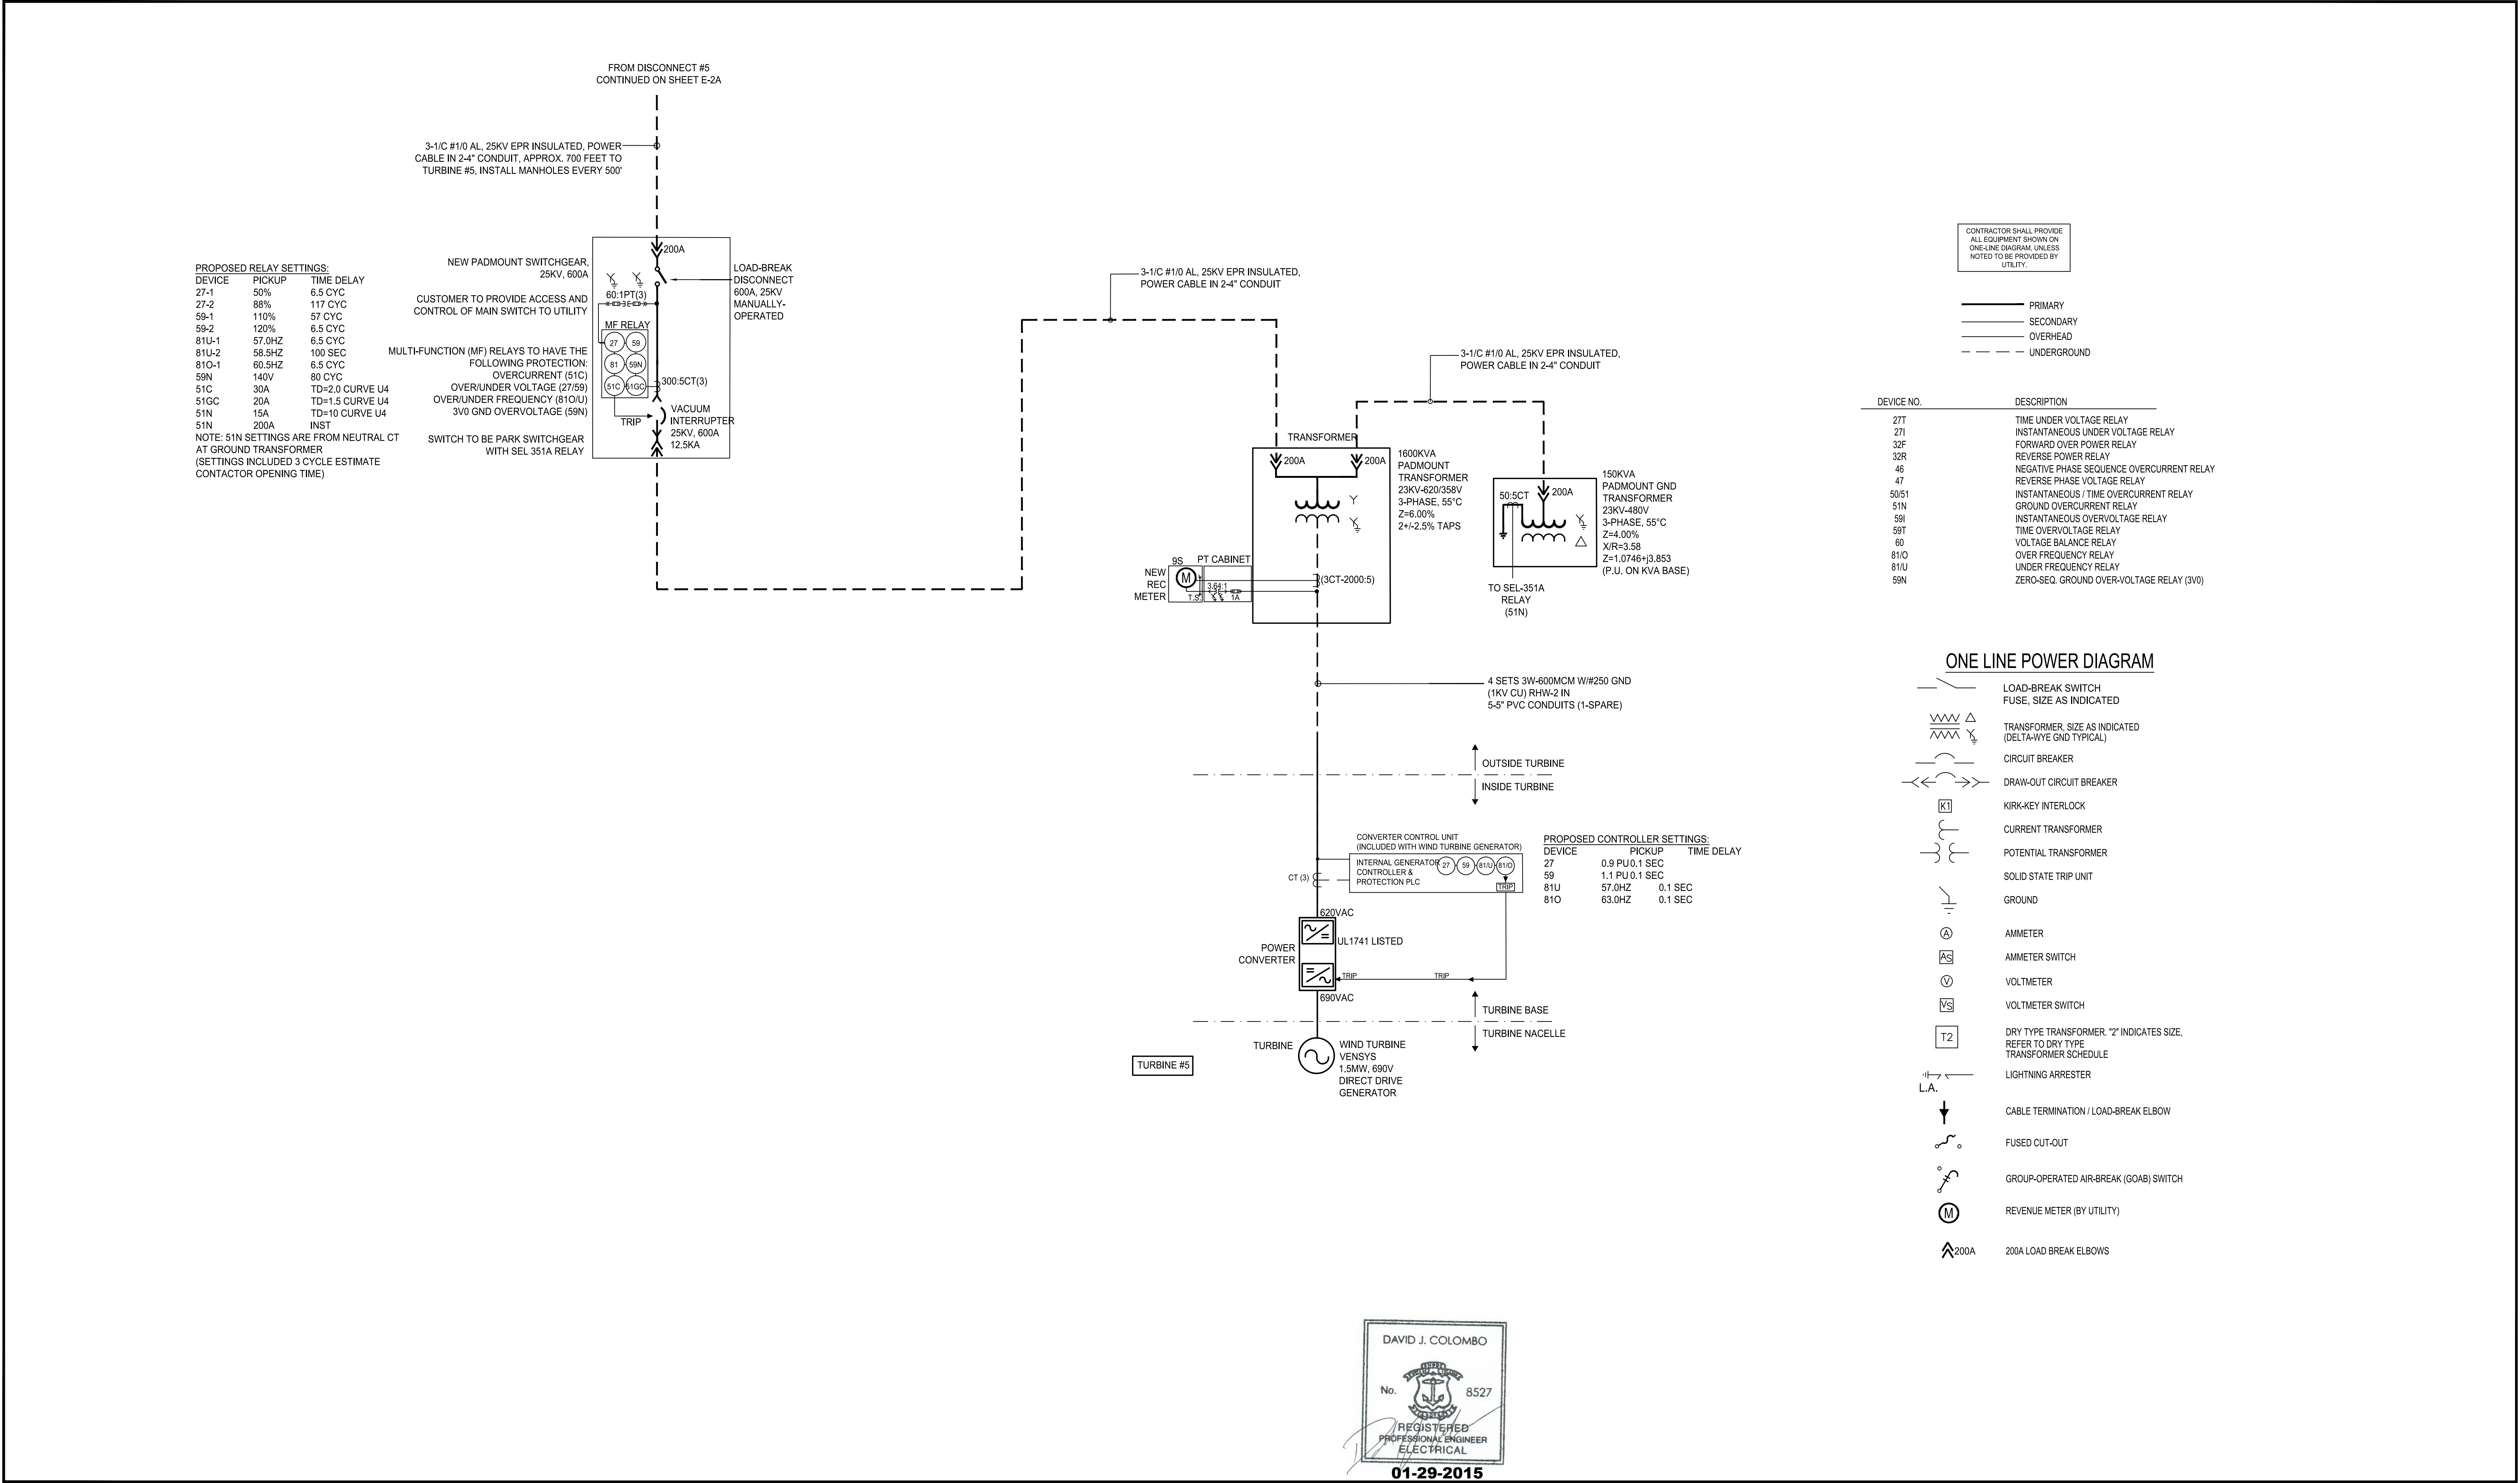 FROM DISCONNECT #5
CONTINUED ON SHEET E-2A
3-1/C #1/0 AL, 25KV EPR INSULATED, POWER
CABLE IN 2-4" CONDUIT, APPROX. 700 FEET TO
TURBINE #5, INSTALL MANHOLES EVERY 500'
PROPOSED RELAY SETTINGS:
DEVICE PICKUP TIME DELAY
27-1 50% 6.5 CYC
27-2 88% 117 CYC
59-1 110% 57 CYC
59-2 120% 6.5 CYC
81U-1 57.0HZ 6.5 CYC
81U-2 58.5HZ 100 SEC
81O-1 60.5HZ 6.5 CYC
59N 140V 80 CYC
51C 30A TD=2.0 CURVE U4
51GC 20A TD=1.5 CURVE U4
51N 15A TD=10 CURVE U4
51N 200A INST
NOTE: 51N SETTINGS ARE FROM NEUTRAL CT
AT GROUND TRANSFORMER
(SETTINGS INCLUDED 3 CYCLE ESTIMATE
CONTACTOR OPENING TIME)
NEW PADMOUNT SWITCHGEAR,
25KV, 600A
CUSTOMER TO PROVIDE ACCESS AND
CONTROL OF MAIN SWITCH TO UTILITY
MULTI-FUNCTION (MF) RELAYS TO HAVE THE
FOLLOWING PROTECTION:
OVERCURRENT (51C)
OVER/UNDER VOLTAGE (27/59)
OVER/UNDER FREQUENCY (81O/U)
3V0 GND OVERVOLTAGE (59N)
SWITCH TO BE PARK SWITCHGEAR
WITH SEL 351A RELAY
200A
60:1PT(3)
MF RELAY
27 59
81 59N
51C 51GC
300:5CT(3)
TRIP
VACUUM
INTERRUPTER
25KV, 600A
12.5KA
LOAD-BREAK
DISCONNECT
600A, 25KV
MANUALLY-
OPERATED
3-1/C #1/0 AL, 25KV EPR INSULATED,
POWER CABLE IN 2-4" CONDUIT
3-1/C #1/0 AL, 25KV EPR INSULATED,
POWER CABLE IN 2-4" CONDUIT
TRANSFORMER
200A
200A
1600KVA
PADMOUNT
TRANSFORMER
23KV-620/358V
3-PHASE, 55°C
Z=6.00%
2+/-2.5% TAPS
50:5CT
200A
150KVA
PADMOUNT GND
TRANSFORMER
23KV-480V
3-PHASE, 55°C
Z=4.00%
X/R=3.58
Z=1.0746+j3.853
(P.U. ON KVA BASE)
TO SEL-351A
RELAY
(51N)
9S
PT CABINET
NEW
REC
METER
M
T.S.
3.64:1
1A
(3CT-2000:5)
4 SETS 3W-600MCM W/#250 GND
(1KV CU) RHW-2 IN
5-5" PVC CONDUITS (1-SPARE)
OUTSIDE TURBINE
INSIDE TURBINE
CONVERTER CONTROL UNIT
(INCLUDED WITH WIND TURBINE GENERATOR)
INTERNAL GENERATOR
CONTROLLER &
PROTECTION PLC
27 59 81/U 81/O
TRIP
CT (3)
PROPOSED CONTROLLER SETTINGS:
DEVICE PICKUP TIME DELAY
27 0.9 PU 0.1 SEC
59 1.1 PU 0.1 SEC
81U 57.0HZ 0.1 SEC
81O 63.0HZ 0.1 SEC
620VAC
UL1741 LISTED
POWER
CONVERTER
TRIP
TRIP
690VAC
TURBINE BASE
TURBINE NACELLE
TURBINE
WIND TURBINE
VENSYS
1.5MW, 690V
DIRECT DRIVE
GENERATOR
TURBINE #5
CONTRACTOR SHALL PROVIDE
ALL EQUIPMENT SHOWN ON
ONE-LINE DIAGRAM, UNLESS
NOTED TO BE PROVIDED BY
UTILITY.
PRIMARY
SECONDARY
OVERHEAD
UNDERGROUND
DEVICE NO. DESCRIPTION
27T TIME UNDER VOLTAGE RELAY
27I INSTANTANEOUS UNDER VOLTAGE RELAY
32F FORWARD OVER POWER RELAY
32R REVERSE POWER RELAY
46 NEGATIVE PHASE SEQUENCE OVERCURRENT RELAY
47 REVERSE PHASE VOLTAGE RELAY
50/51 INSTANTANEOUS / TIME OVERCURRENT RELAY
51N GROUND OVERCURRENT RELAY
59I INSTANTANEOUS OVERVOLTAGE RELAY
59T TIME OVERVOLTAGE RELAY
60 VOLTAGE BALANCE RELAY
81/O OVER FREQUENCY RELAY
81/U UNDER FREQUENCY RELAY
59N ZERO-SEQ. GROUND OVER-VOLTAGE RELAY (3V0)
ONE LINE POWER DIAGRAM
LOAD-BREAK SWITCH
FUSE, SIZE AS INDICATED
TRANSFORMER, SIZE AS INDICATED
(DELTA-WYE GND TYPICAL)
CIRCUIT BREAKER
DRAW-OUT CIRCUIT BREAKER
K1 KIRK-KEY INTERLOCK
CURRENT TRANSFORMER
POTENTIAL TRANSFORMER
SOLID STATE TRIP UNIT
GROUND
A AMMETER
AS AMMETER SWITCH
V VOLTMETER
VS VOLTMETER SWITCH
T2 DRY TYPE TRANSFORMER. "2" INDICATES SIZE,
REFER TO DRY TYPE
TRANSFORMER SCHEDULE
LIGHTNING ARRESTER
L.A.
CABLE TERMINATION / LOAD-BREAK ELBOW
FUSED CUT-OUT
GROUP-OPERATED AIR-BREAK (GOAB) SWITCH
M REVENUE METER (BY UTILITY)
200A 200A LOAD BREAK ELBOWS
DAVID J. COLOMBO
No. 8527
REGISTERED
PROFESSIONAL ENGINEER
ELECTRICAL
01-29-2015